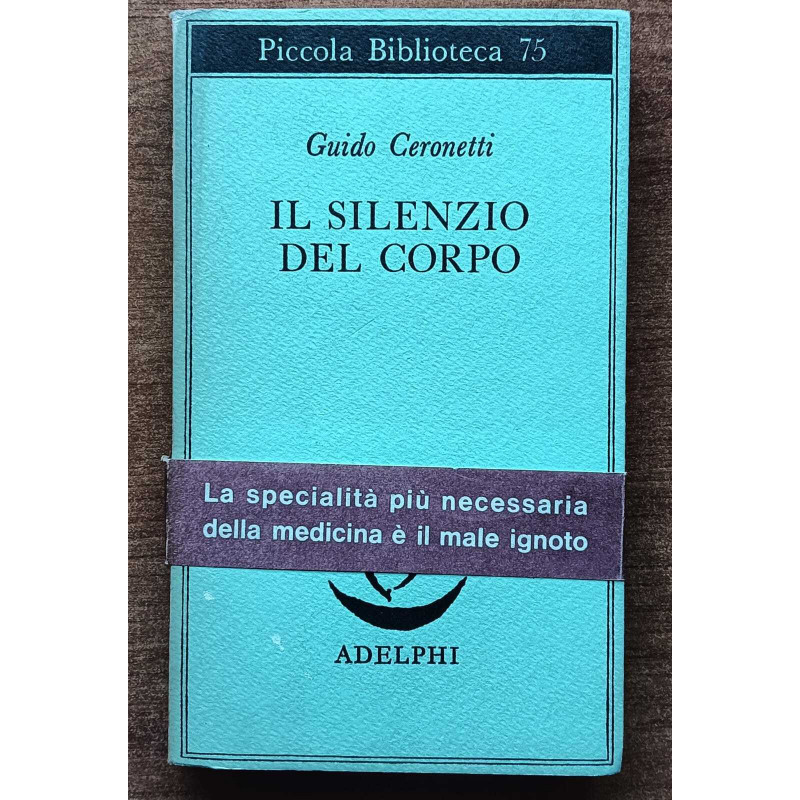 Piccola Biblioteca 75
Guido Ceronetti
IL SILENZIO
DEL CORPO
La specialità più necessaria
della medicina è il male ignoto
ADELPHI